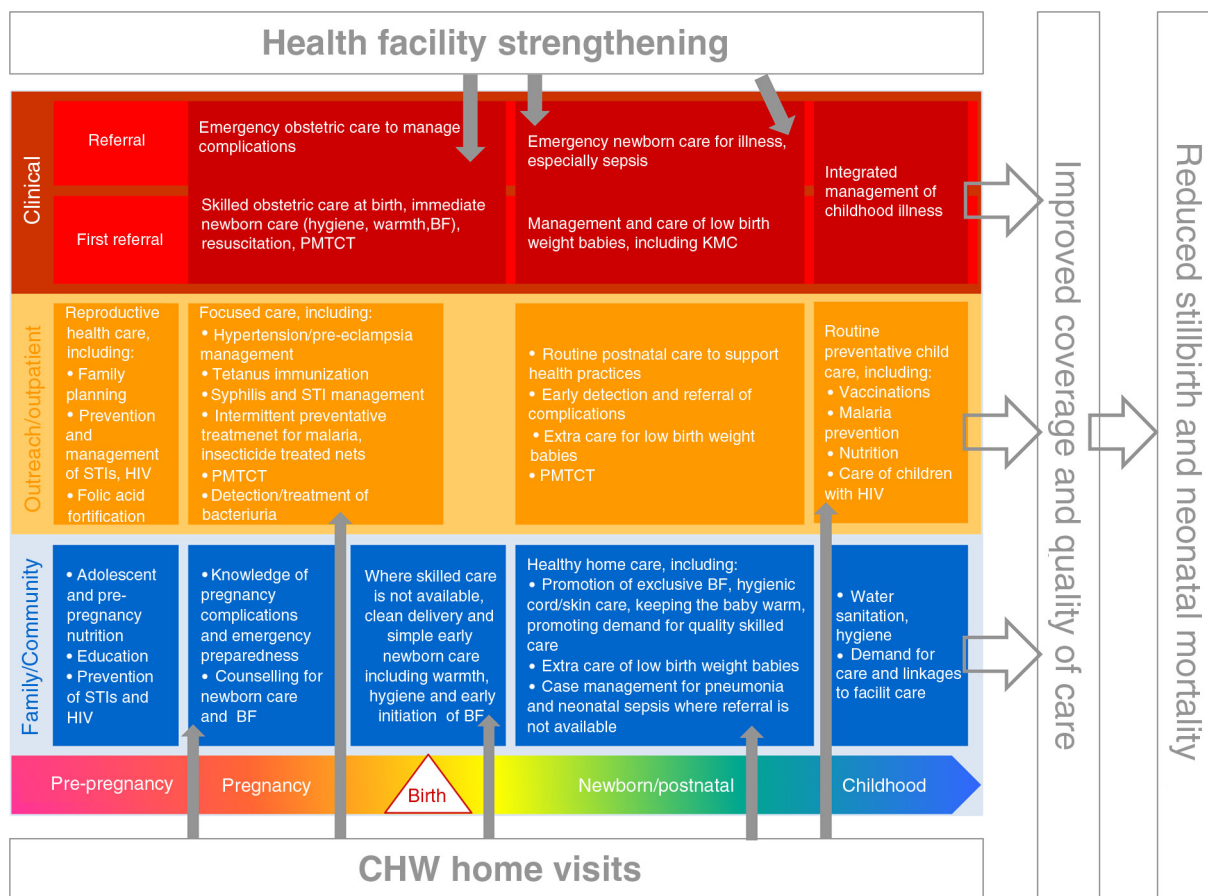 Health facility strengthening
Clinical
Referral
First referral
Emergency obstetric care to manage
complications
Skilled obstetric care at birth, immediate
newborn care (hygiene, warmth,BF),
resuscitation, PMTCT
Emergency newborn care for illness,
especially sepsis
Management and care of low birth
weight babies, including KMC
Integrated
management of
childhood illness
Outreach/outpatient
Reproductive
health care,
including:
• Family
planning
• Prevention
and
management
of STIs, HIV
• Folic acid
fortification
Focused care, including:
• Hypertension/pre-eclampsia
management
• Tetanus immunization
• Syphilis and STI management
• Intermittent preventative
treatmenet for malaria,
insecticide treated nets
• PMTCT
• Detection/treatment of
bacteriuria
• Routine postnatal care to support
health practices
• Early detection and referral of
complications
• Extra care for low birth weight
babies
• PMTCT
Routine
preventative child
care, including:
• Vaccinations
• Malaria
prevention
• Nutrition
• Care of children
with HIV
Family/Community
• Adolescent
and pre-
pregnancy
nutrition
• Education
• Prevention
of STIs and
HIV
• Knowledge of
pregnancy
complications
and emergency
preparedness
• Counselling for
newborn care
and BF
Where skilled care
is not available,
clean delivery and
simple early
newborn care
including warmth,
hygiene and early
initiation of BF
Healthy home care, including:
• Promotion of exclusive BF, hygienic
cord/skin care, keeping the baby warm,
promoting demand for quality skilled
care
• Extra care of low birth weight babies
• Case management for pneumonia
and neonatal sepsis where referral is
not available
• Water
sanitation,
hygiene
• Demand for
care and linkages
to facilit care
Pre-pregnancy
Pregnancy
Birth
Newborn/postnatal
Childhood
CHW home visits
Improved coverage and quality of care
Reduced stillbirth and neonatal mortality